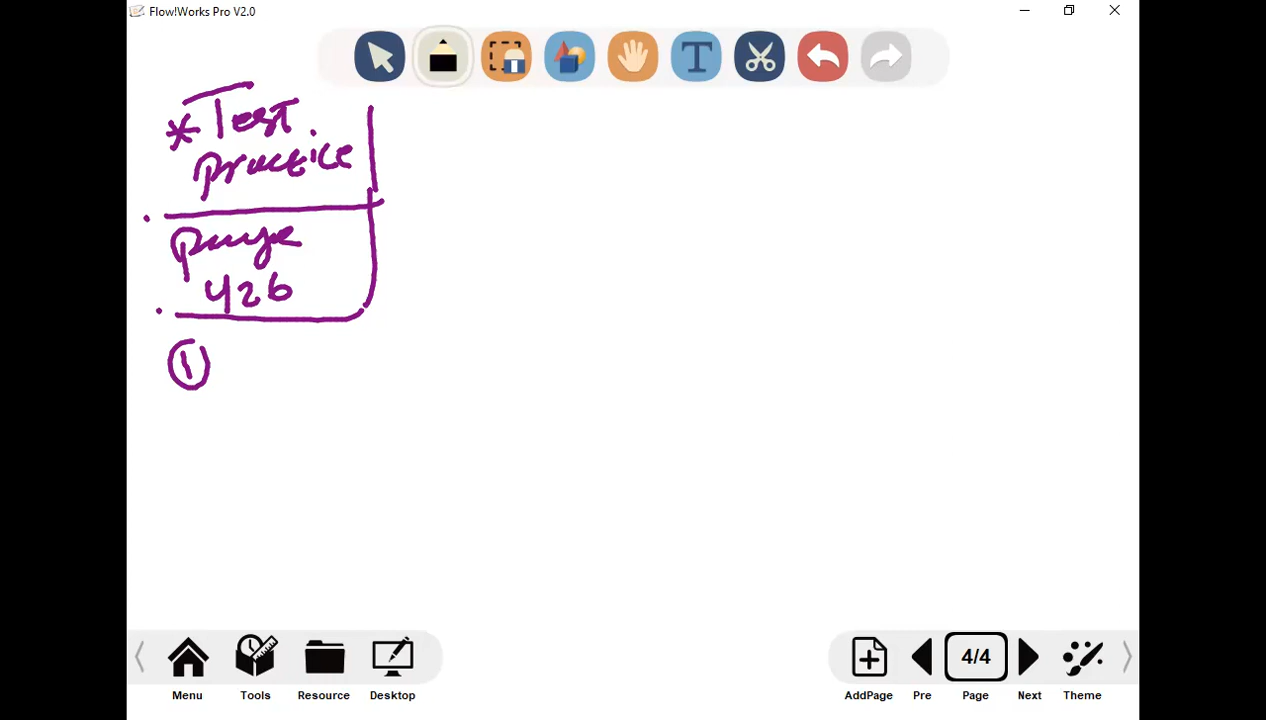 Flow!Works Pro V2.0
T
* Test
practice
page
426
①
Menu
Tools
Resource
Desktop
4/4
AddPage
Pre
Page
Next
Theme